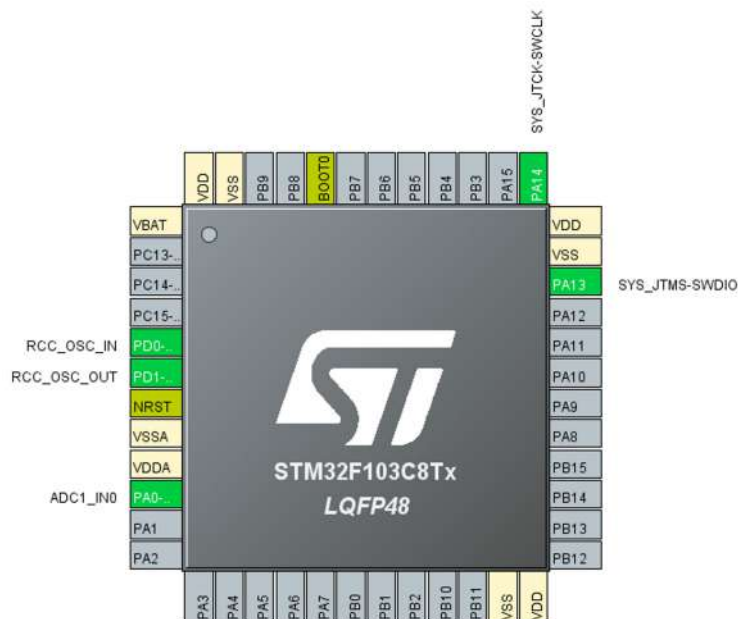 SYS_JTCK-SWCLK
VDD
VSS
PB9
PB8
BOOT0
PB7
PB6
PB5
PB4
PB3
PA15
PA14
VBAT
PC13-..
PC14-..
PC15-..
RCC_OSC_IN PD0-..
RCC_OSC_OUT PD1-..
NRST
VSSA
VDDA
ADC1_IN0 PA0-..
PA1
PA2
ST
STM32F103C8Tx
LQFP48
VDD
VSS
PA13 SYS_JTMS-SWDIO
PA12
PA11
PA10
PA9
PA8
PB15
PB14
PB13
PB12
PA3
PA4
PA5
PA6
PA7
PB0
PB1
PB2
PB10
PB11
VSS
VDD